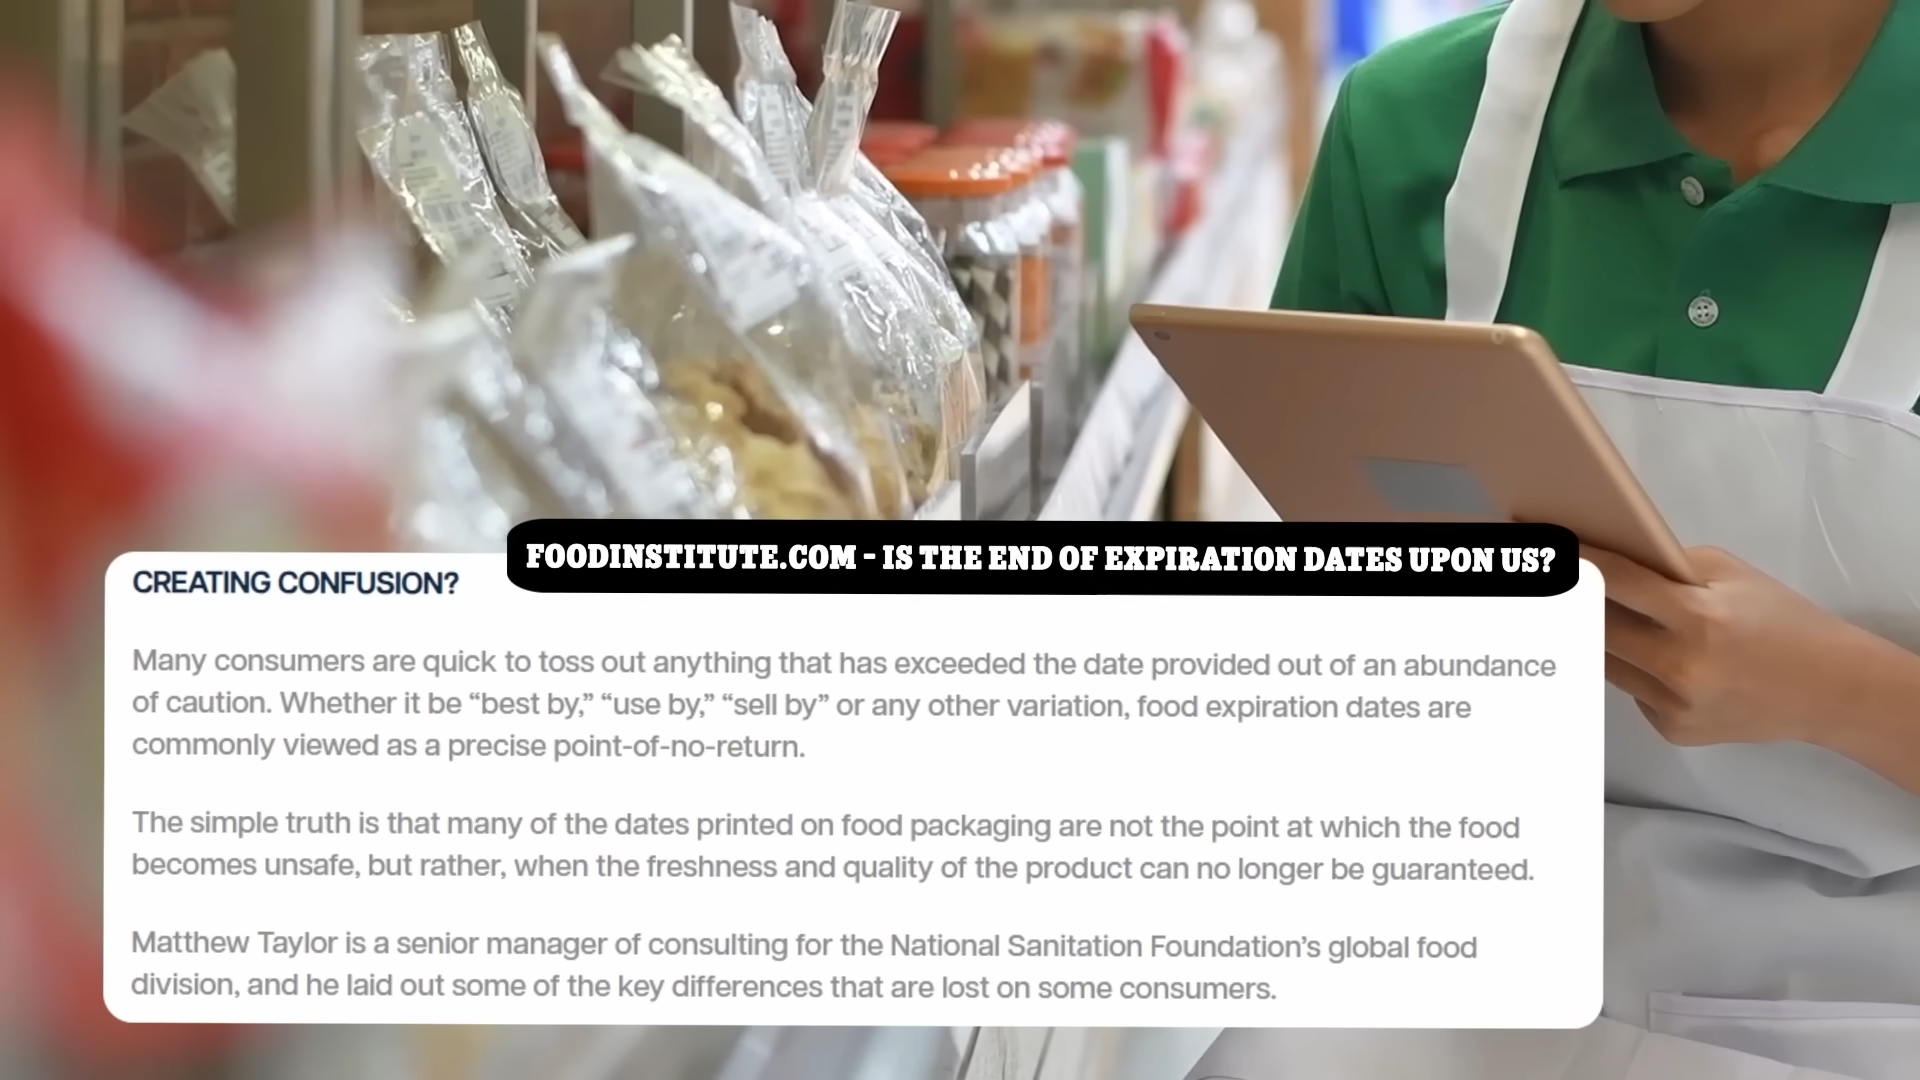 FOODINSTITUTE.COM - IS THE END OF EXPIRATION DATES UPON US?
CREATING CONFUSION?
Many consumers are quick to toss out anything that has exceeded the date provided out of an abundance
of caution. Whether it be “best by,” “use by,” “sell by” or any other variation, food expiration dates are
commonly viewed as a precise point-of-no-return.
The simple truth is that many of the dates printed on food packaging are not the point at which the food
becomes unsafe, but rather, when the freshness and quality of the product can no longer be guaranteed.
Matthew Taylor is a senior manager of consulting for the National Sanitation Foundation’s global food
division, and he laid out some of the key differences that are lost on some consumers.